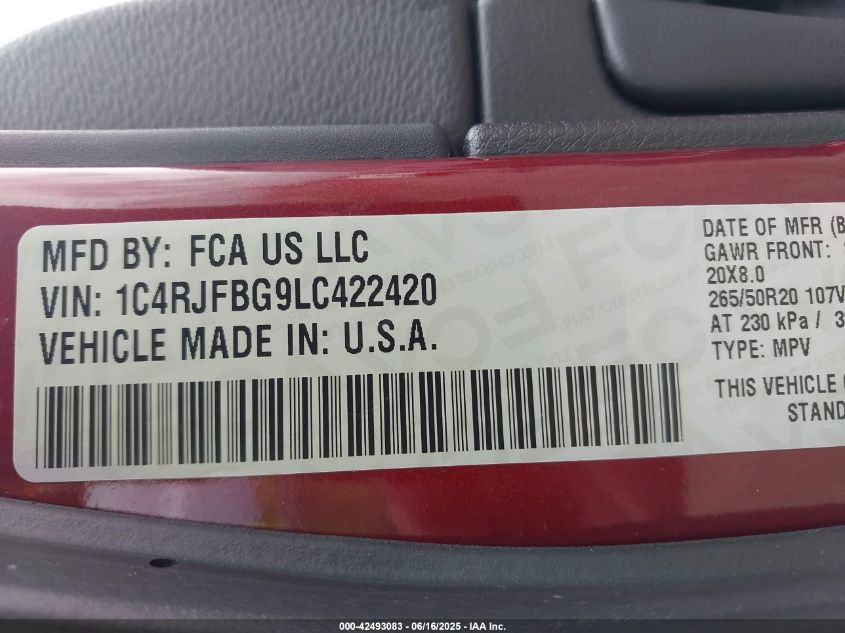 MFD BY: FCA US LLC
VIN: 1C4RJFBG9LC422420
VEHICLE MADE IN: U.S.A.
DATE OF MFR (B
GAWR FRONT:
20X8.0
265/50R20 107V
AT 230 kPa / 3
TYPE: MPV
THIS VEHICLE
STAND
000-42493083 / 06/16/2025 / IAA Inc.